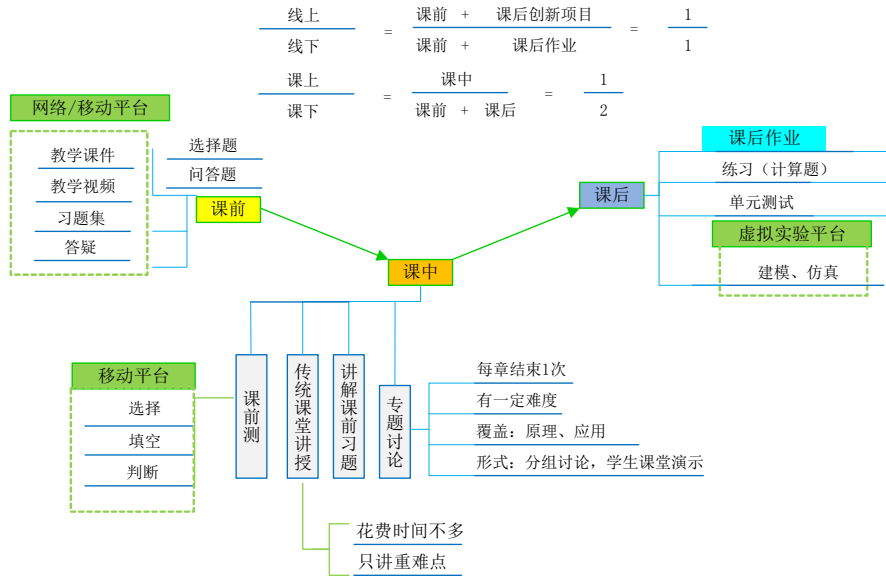 线上 = 课前 + 课后创新项目 = 1
线下 课前 + 课后作业 1
课上 = 课中 = 1
课下 课前 + 课后 2
网络/移动平台
教学课件
教学视频
习题集
答疑
选择题
问答题
课前
课中
课后
课后作业
练习（计算题）
单元测试
虚拟实验平台
建模、仿真
移动平台
选择
填空
判断
课前测
传统课堂讲授
讲解课前习题
专题讨论
每章结束1次
有一定难度
覆盖：原理、应用
形式：分组讨论，学生课堂演示
花费时间不多
只讲重难点